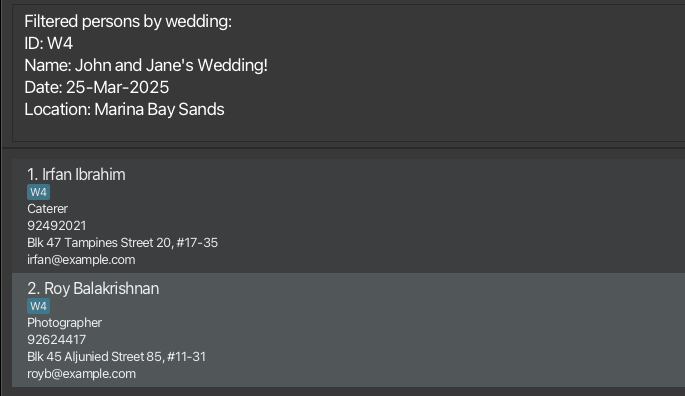 Filtered persons by wedding:
ID: W4
Name: John and Jane's Wedding!
Date: 25-Mar-2025
Location: Marina Bay Sands
1. Irfan Ibrahim
W4
Caterer
92492021
Blk 47 Tampines Street 20, #17-35
irfan@example.com
2. Roy Balakrishnan
W4
Photographer
92624417
Blk 45 Aljunied Street 85, #11-31
royb@example.com